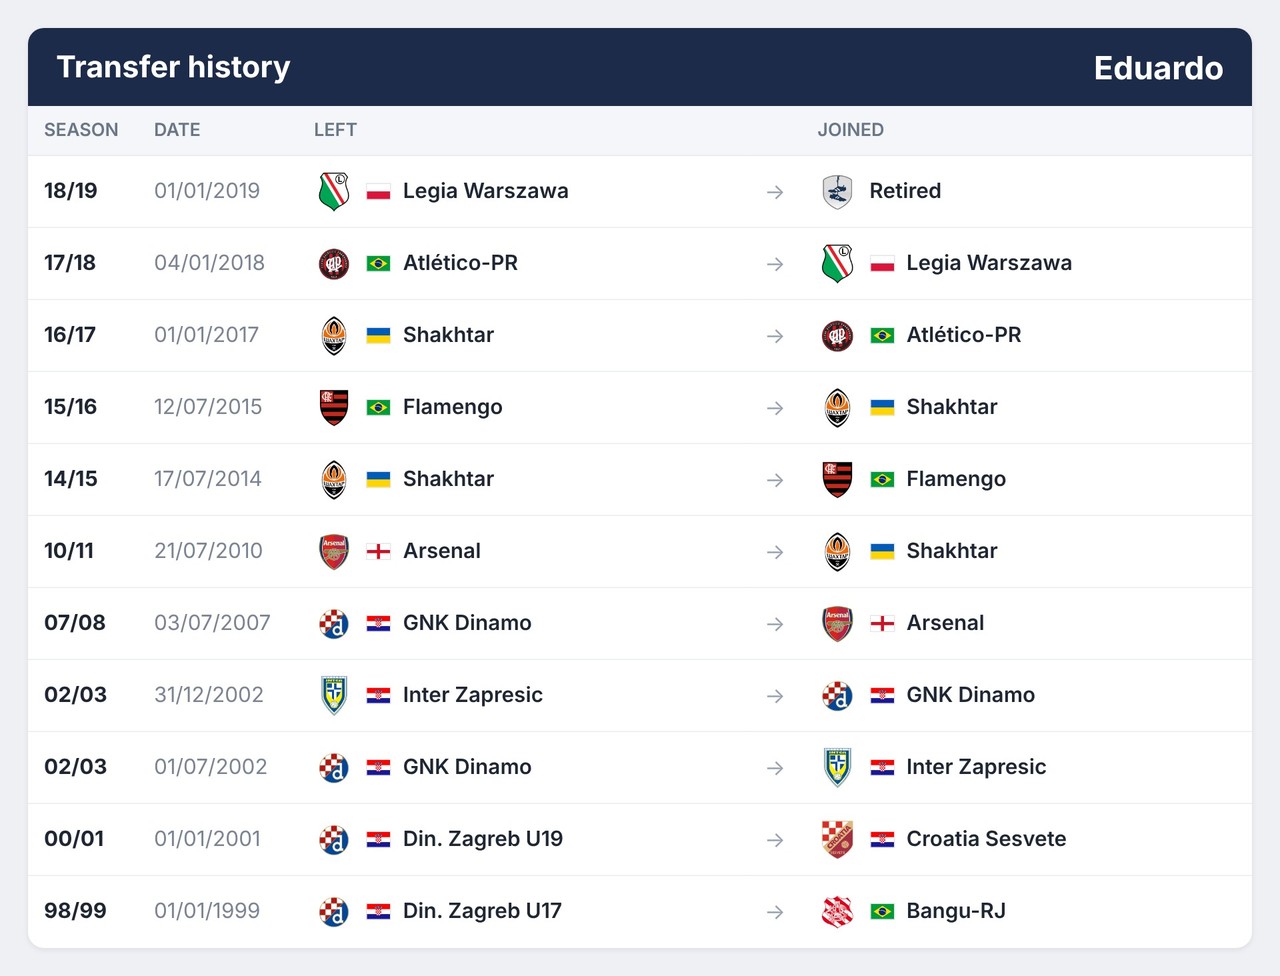 Transfer history Eduardo
SEASON DATE LEFT JOINED
18/19 01/01/2019 Legia Warszawa → Retired
17/18 04/01/2018 Atlético-PR → Legia Warszawa
16/17 01/01/2017 Shakhtar → Atlético-PR
15/16 12/07/2015 Flamengo → Shakhtar
14/15 17/07/2014 Shakhtar → Flamengo
10/11 21/07/2010 Arsenal → Shakhtar
07/08 03/07/2007 GNK Dinamo → Arsenal
02/03 31/12/2002 Inter Zapresic → GNK Dinamo
02/03 01/07/2002 GNK Dinamo → Inter Zapresic
00/01 01/01/2001 Din. Zagreb U19 → Croatia Sesvete
98/99 01/01/1999 Din. Zagreb U17 → Bangu-RJ